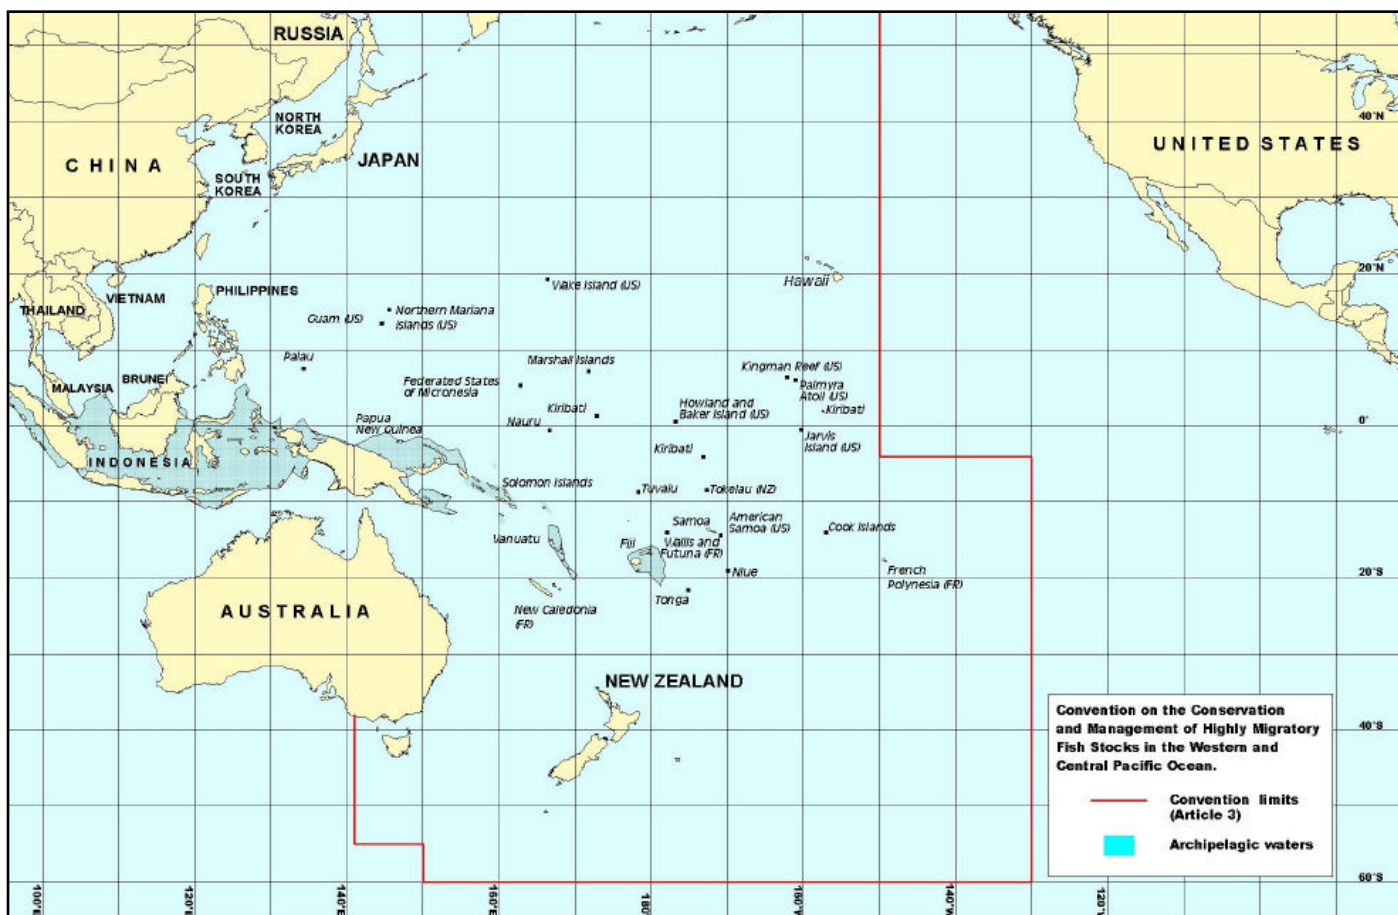 RUSSIA
NORTH
KOREA
40°N
UNITED STATES
CHINA
JAPAN
SOUTH
KOREA
20°N
Hawaii
Wake Island (US)
PHILIPPINES
VIETNAM
THAILAND
Guam (US)
Northern Mariana
Islands (US)
Palau
Marshall Islands
Kingman Reef (US)
BRUNEI
MALAYSIA
Federated States
of Micronesia
Palmyra
Atoll (US)
Howland and
Baker Island (US)
Kiribati
Kiribati
Papua
New Guinea
Nauru
0°
Jarvis
Island (US)
Kiribati
INDONESIA
Solomon Islands
Tuvalu
Tokelau (NZ)
Samoa
American
Samoa (US)
Cook Islands
Vanuatu
Fiji
Wallis and
Futuna (FR)
Niue
French
Polynesia (FR)
20°S
Tonga
AUSTRALIA
New Caledonia
(FR)
NEW ZEALAND
Convention on the Conservation
and Management of Highly Migratory
Fish Stocks in the Western and
Central Pacific Ocean.
40°S
Convention limits
(Article 3)
Archipelagic waters
60°S
100°E
120°E
140°E
160°E
180°
160°W
140°W